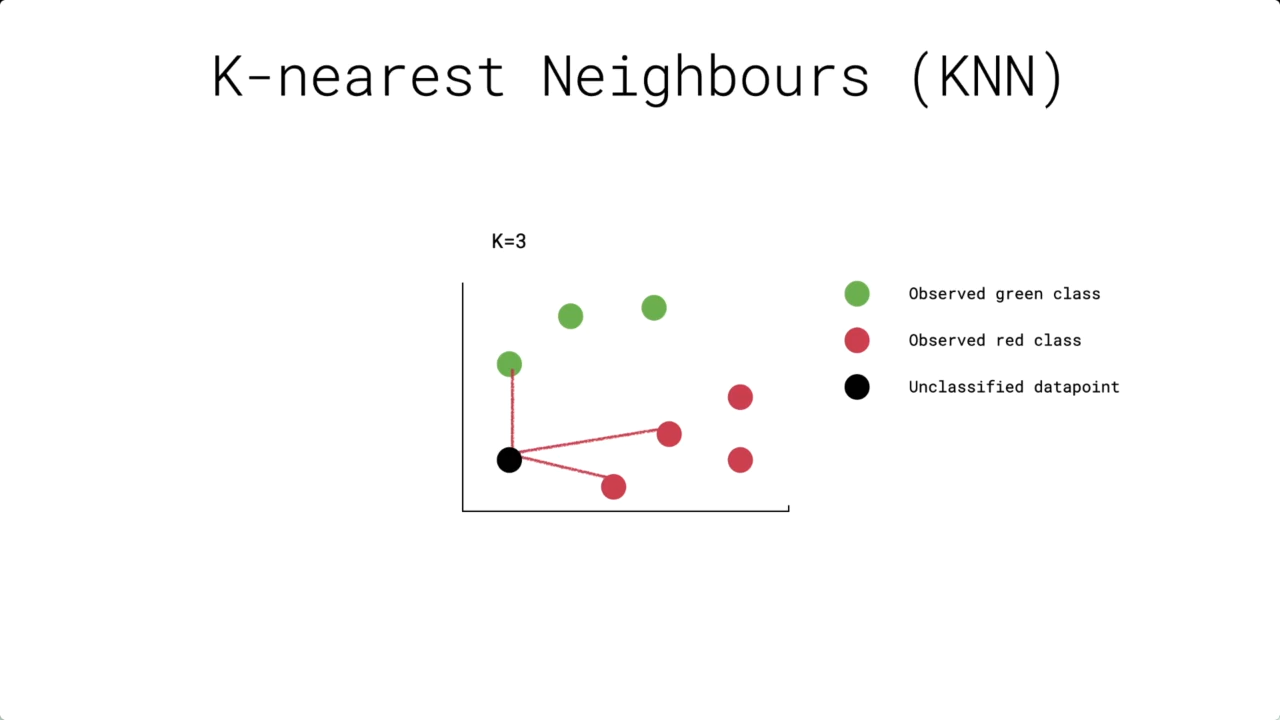 K-nearest Neighbours (KNN)
K=3
Observed green class
Observed red class
Unclassified datapoint